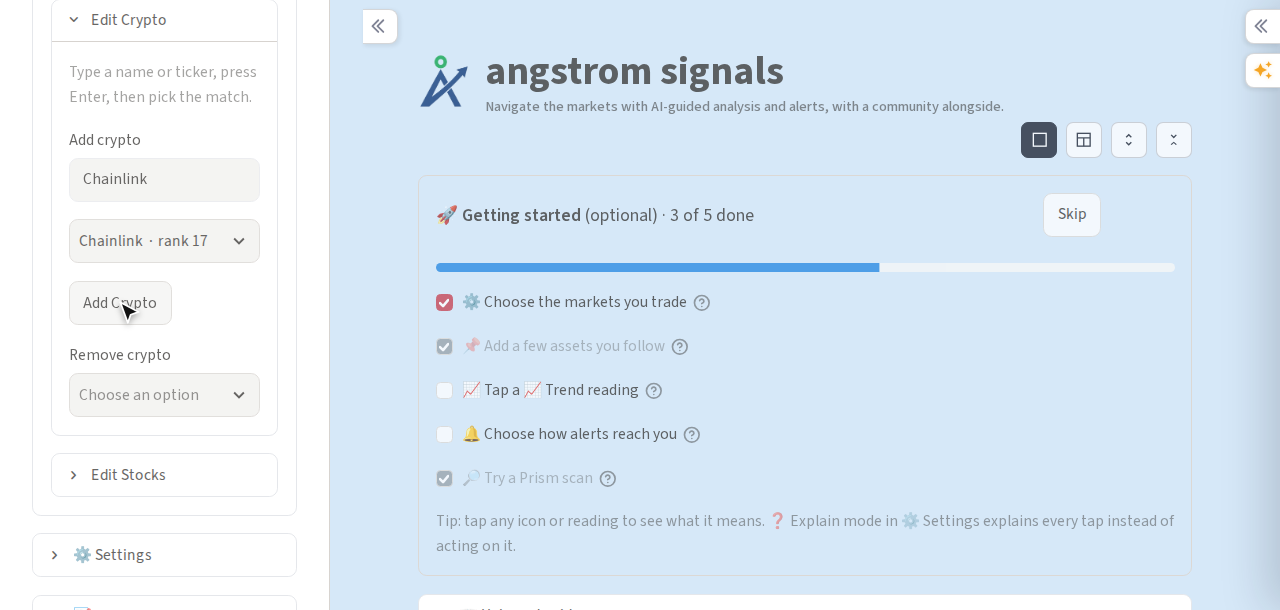 Edit Crypto
Type a name or ticker, press
Enter, then pick the match.
Add crypto
Chainlink
Chainlink · rank 17
Add Crypto
Remove crypto
Choose an option
Edit Stocks
⚙️ Settings
angstrom signals
Navigate the markets with AI-guided analysis and alerts, with a community alongside.
🚀 Getting started (optional) · 3 of 5 done
Skip
⚙️ Choose the markets you trade
📌 Add a few assets you follow
📈 Tap a 📈 Trend reading
🔔 Choose how alerts reach you
🔎 Try a Prism scan
Tip: tap any icon or reading to see what it means. ❓ Explain mode in ⚙️ Settings explains every tap instead of
acting on it.